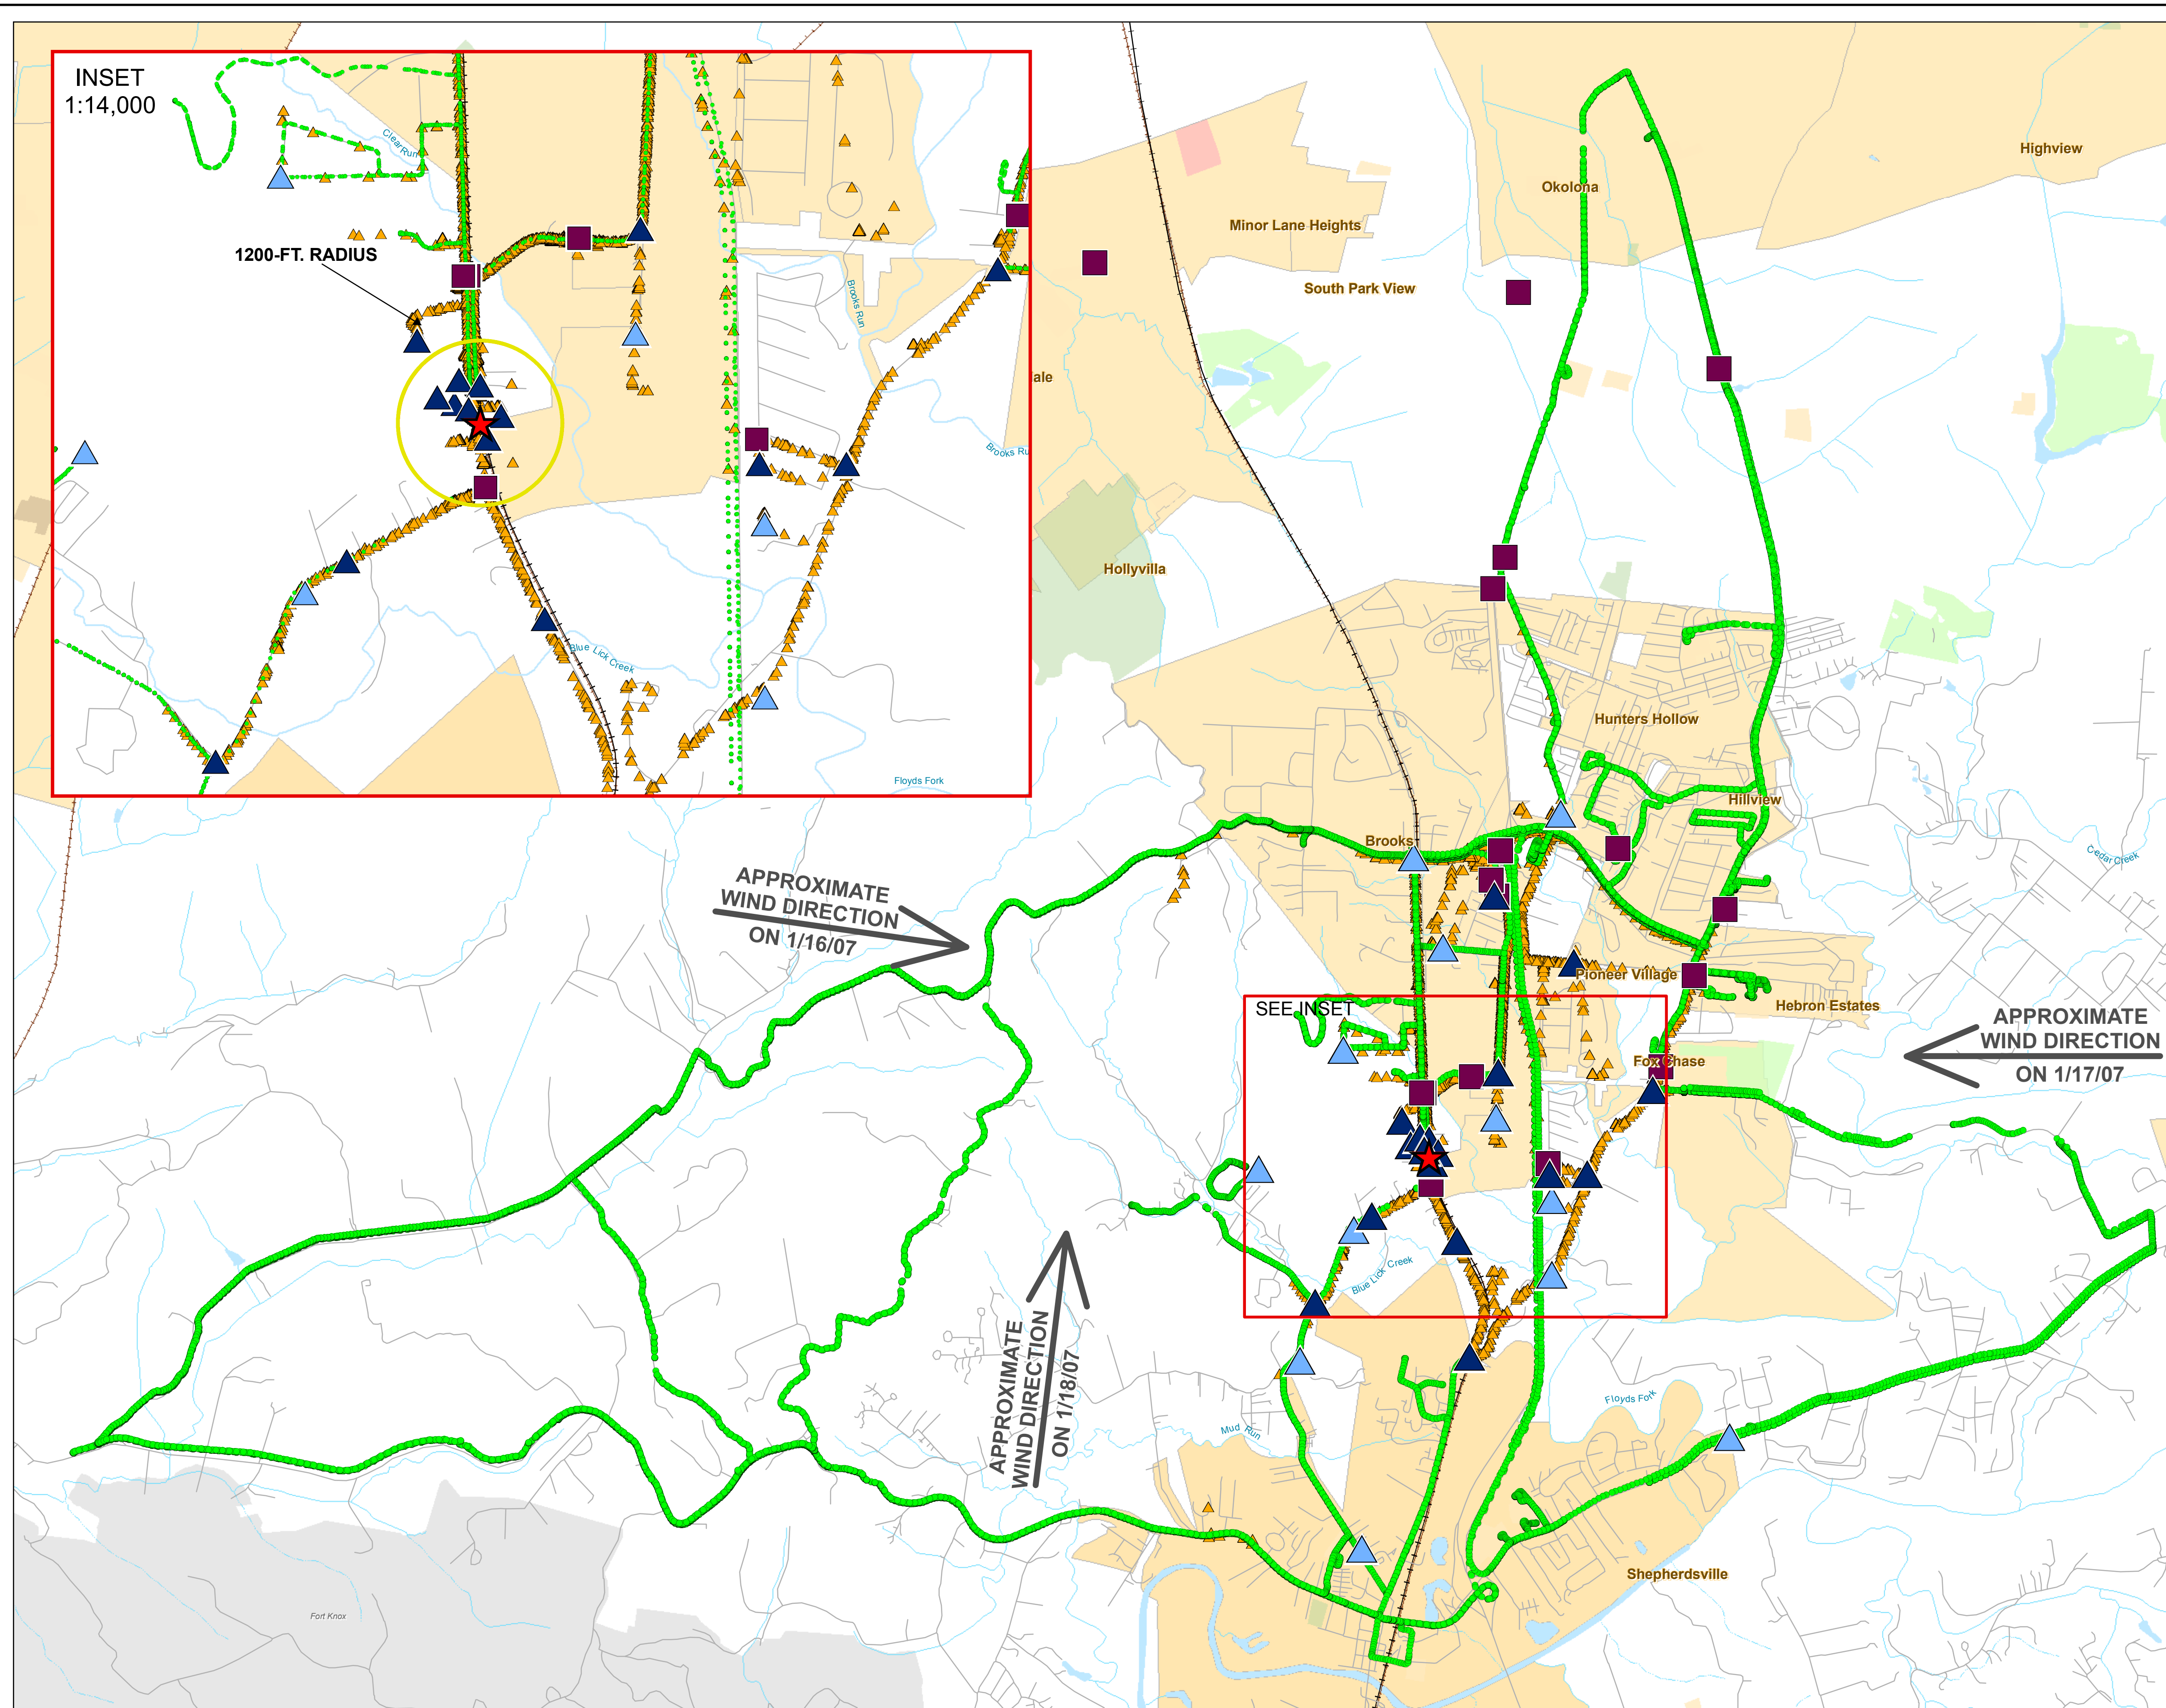 INSET
1:14,000
Clear Run
1200-FT. RADIUS
Brooks Run
Brooks Ru
Blue Lick Creek
Floyds Fork
Highview
Okolona
Minor Lane Heights
South Park View
ale
Hollyvilla
Hunters Hollow
Hillview
Brooks
Cedar Creek
APPROXIMATE
WIND DIRECTION
ON 1/16/07
Pioneer Village
Hebron Estates
SEE INSET
APPROXIMATE
WIND DIRECTION
ON 1/17/07
Fox Chase
Blue Lick Creek
APPROXIMATE
WIND DIRECTION
ON 1/18/07
Floyds Fork
Mud Run
Shepherdsville
Fort Knox